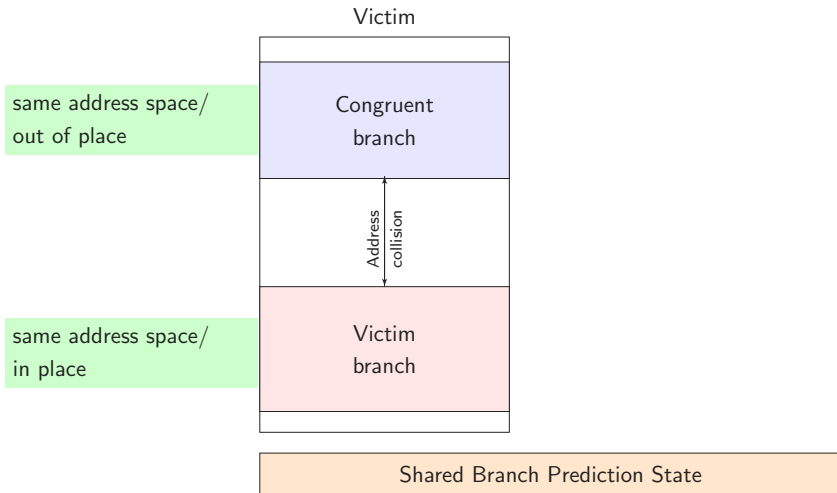 Victim
same address space/
out of place
Congruent
branch
Address
collision
same address space/
in place
Victim
branch
Shared Branch Prediction State